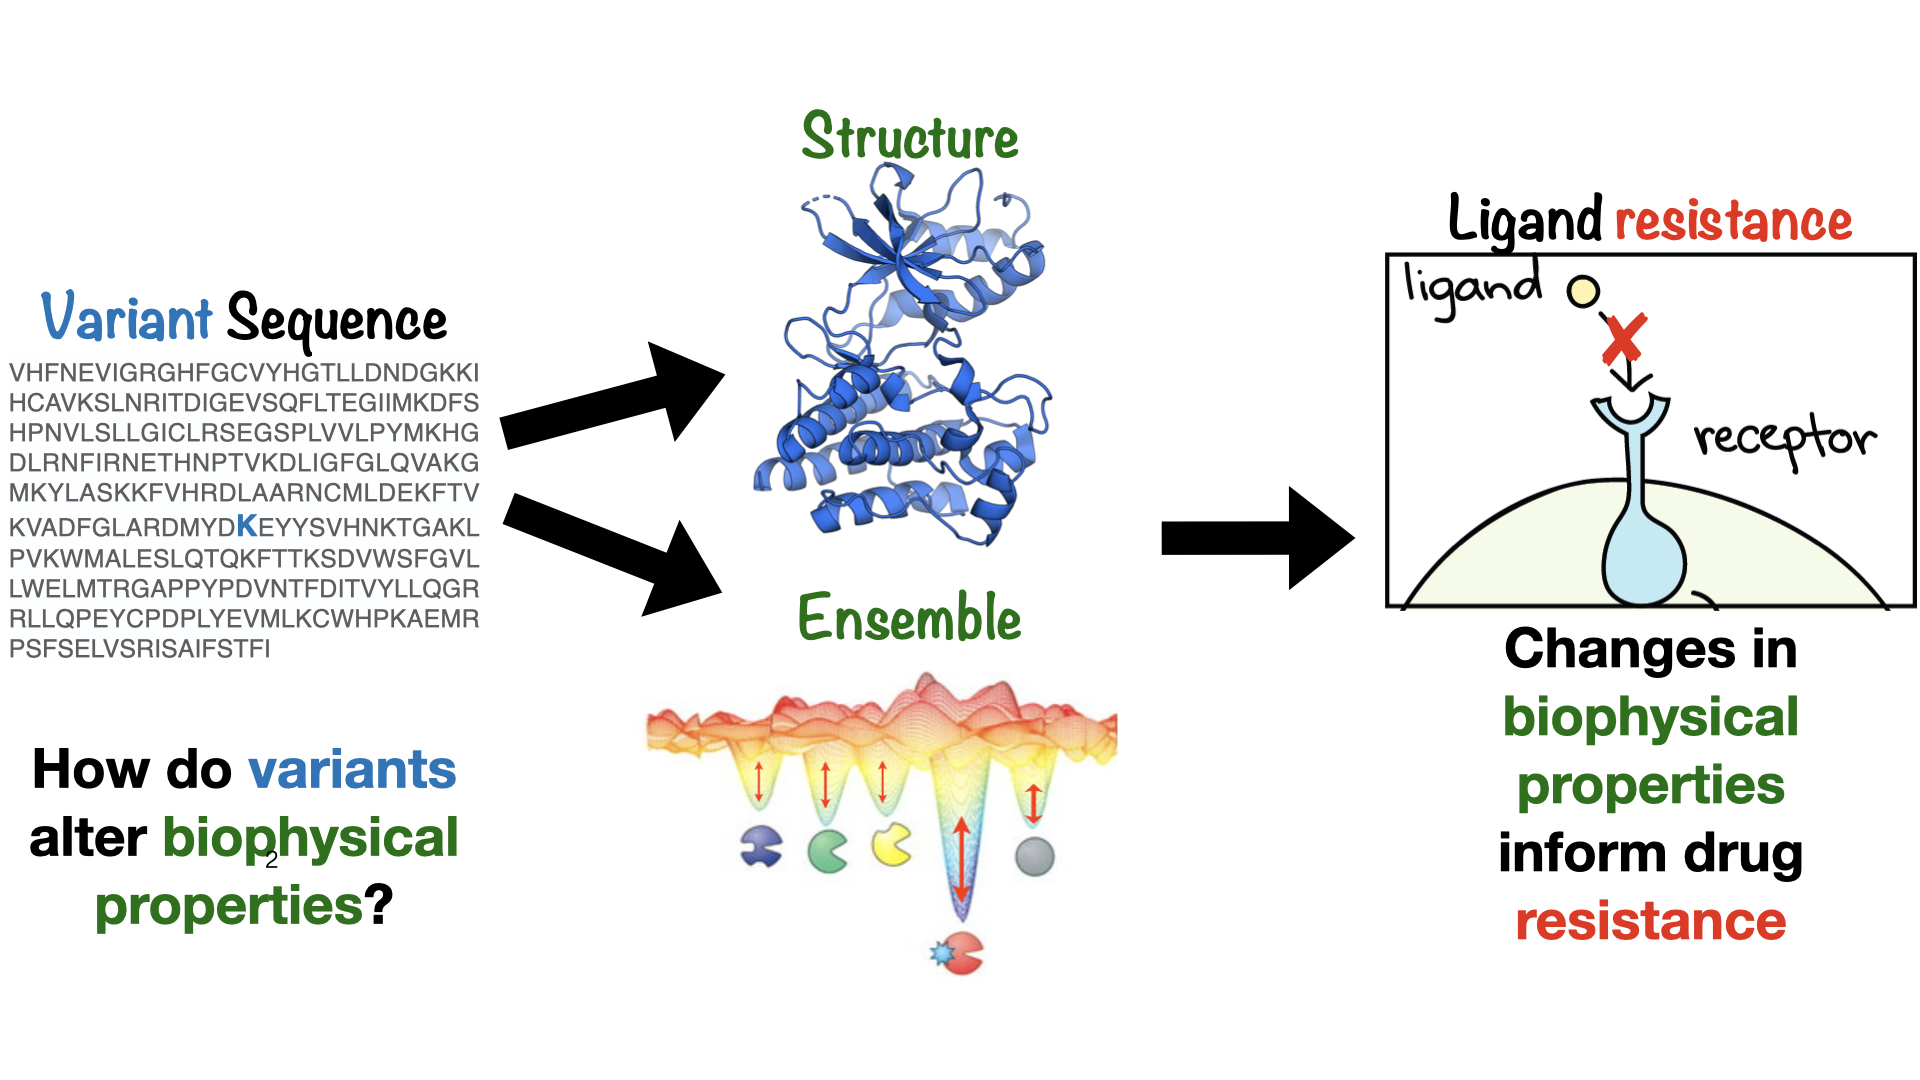 Variant Sequence
VHFNEVIGRGHFGCVYHGTLLDNDGKKI
HCAVKSLNRITDIGEVSQFLTEGIIMKDFS
HPNVLSLLGICLRSEGSPLVVLPYMKHG
DLRNFIRNETHNPTVKDLIGFGLQVAKG
MKYLASKKFVHRDLAARNCMLDEKFTV
KVADFGLARDMYDKEYYSVHNKTGAKL
PVKWMALESLQTQKFTTKSDVWSFGVL
LWELMTRGAPPYPDVNTFDITVYLLQGR
RLLQPEYCPDPLYEVMLKCWHPKAEMR
PSFSELVSRISAIFSTFI
How do variants
alter biophysical
2
properties?
Structure
Ensemble
Ligand resistance
ligand
receptor
Changes in
biophysical
properties
inform drug
resistance